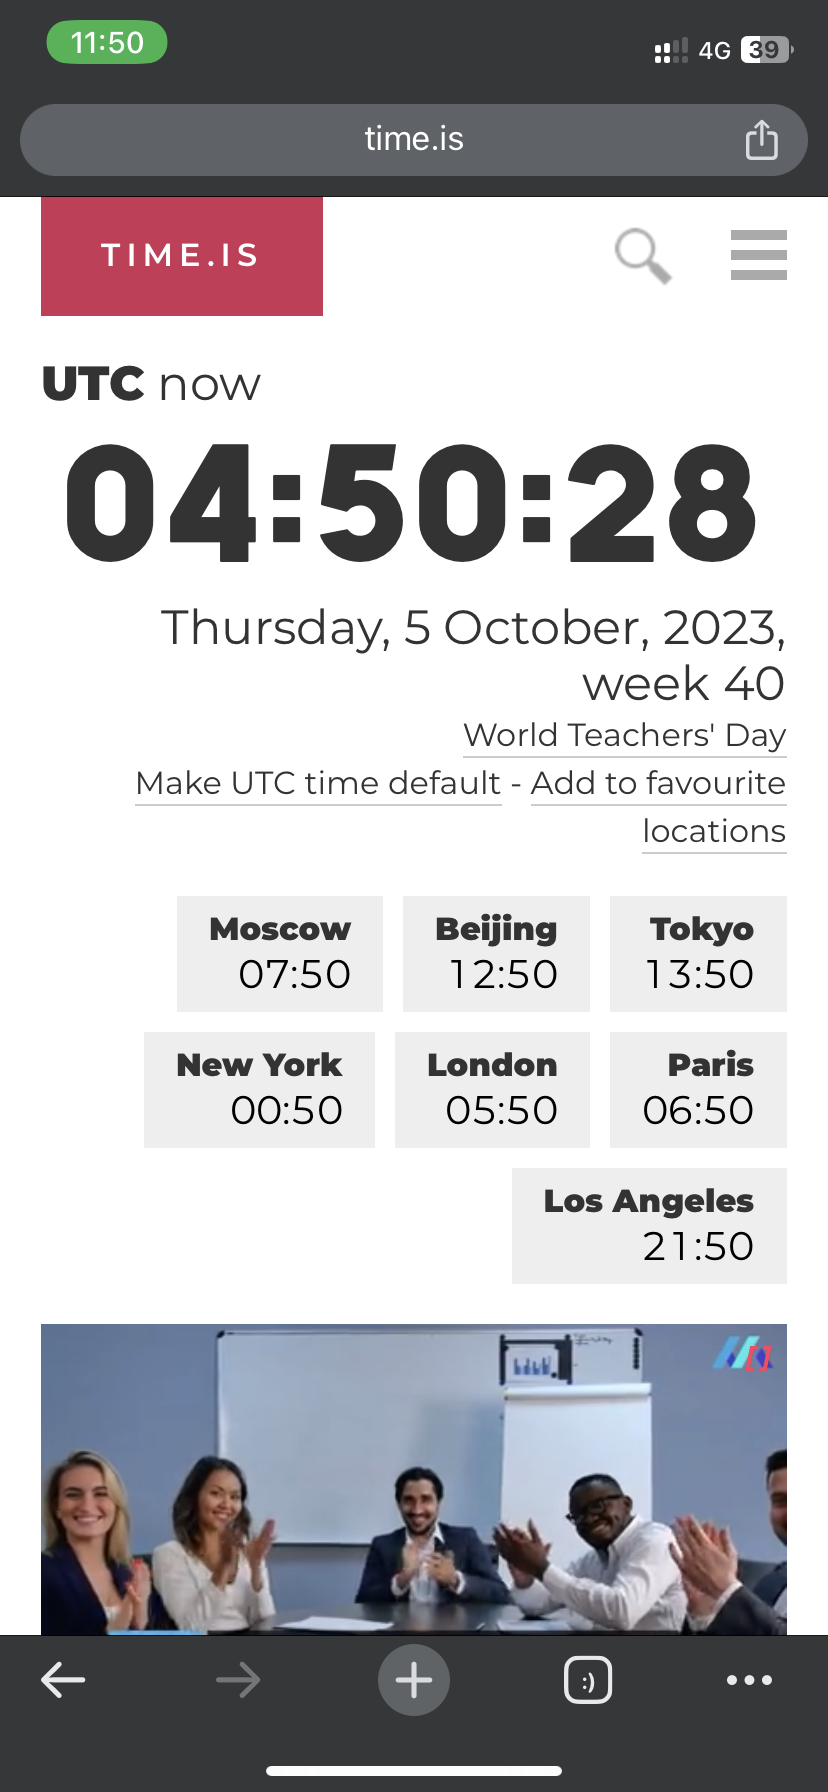 11:50
4G 39
time.is
TIME.IS
UTC now
04:50:28
Thursday, 5 October, 2023,
week 40
World Teachers' Day
Make UTC time default - Add to favourite
locations
Moscow Beijing Tokyo
07:50 12:50 13:50
New York London Paris
00:50 05:50 06:50
Los Angeles
21:50
:)